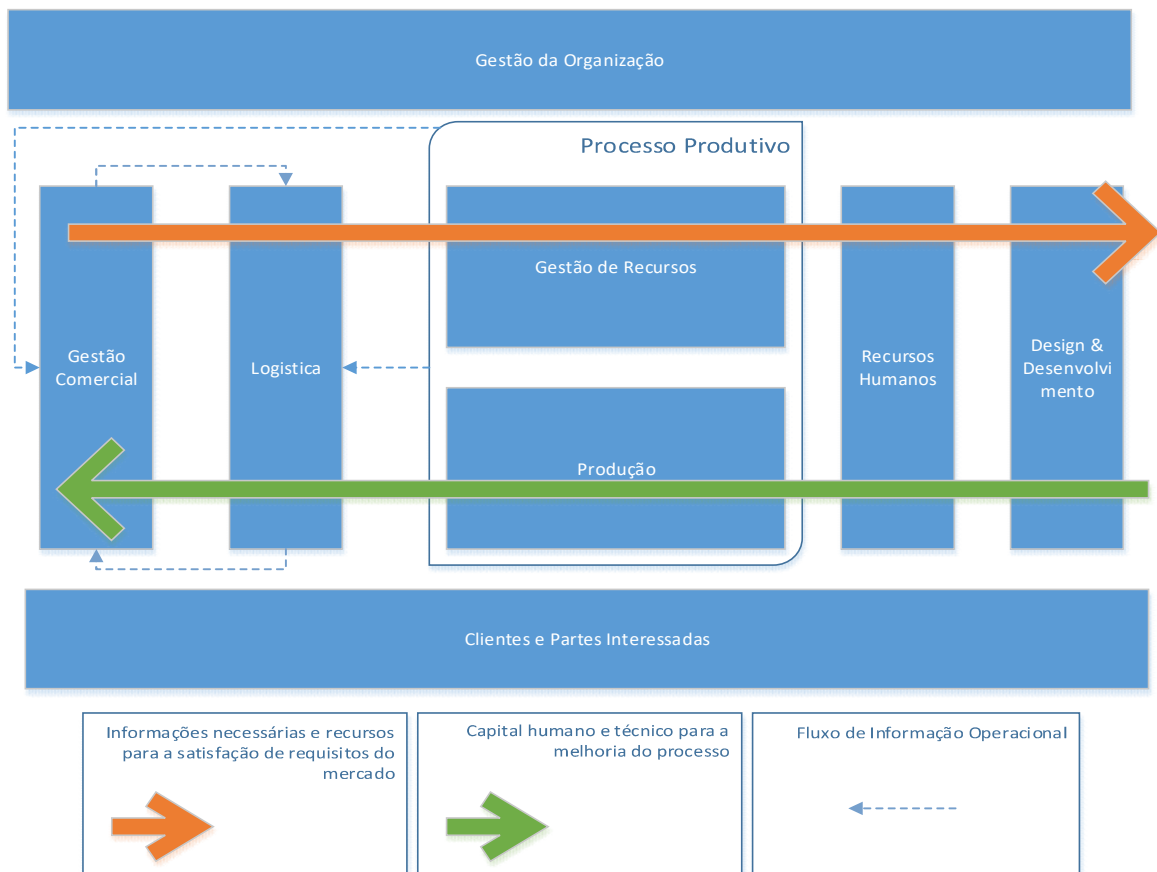 Gestão da Organização
Processo Produtivo
Gestão de Recursos
Gestão
Comercial
Logistica
Recursos
Humanos
Design &
Desenvolvi
mento
Produção
Clientes e Partes Interessadas
Informações necessárias e recursos
para a satisfação de requisitos do
mercado
Capital humano e técnico para a
melhoria do processo
Fluxo de Informação Operacional